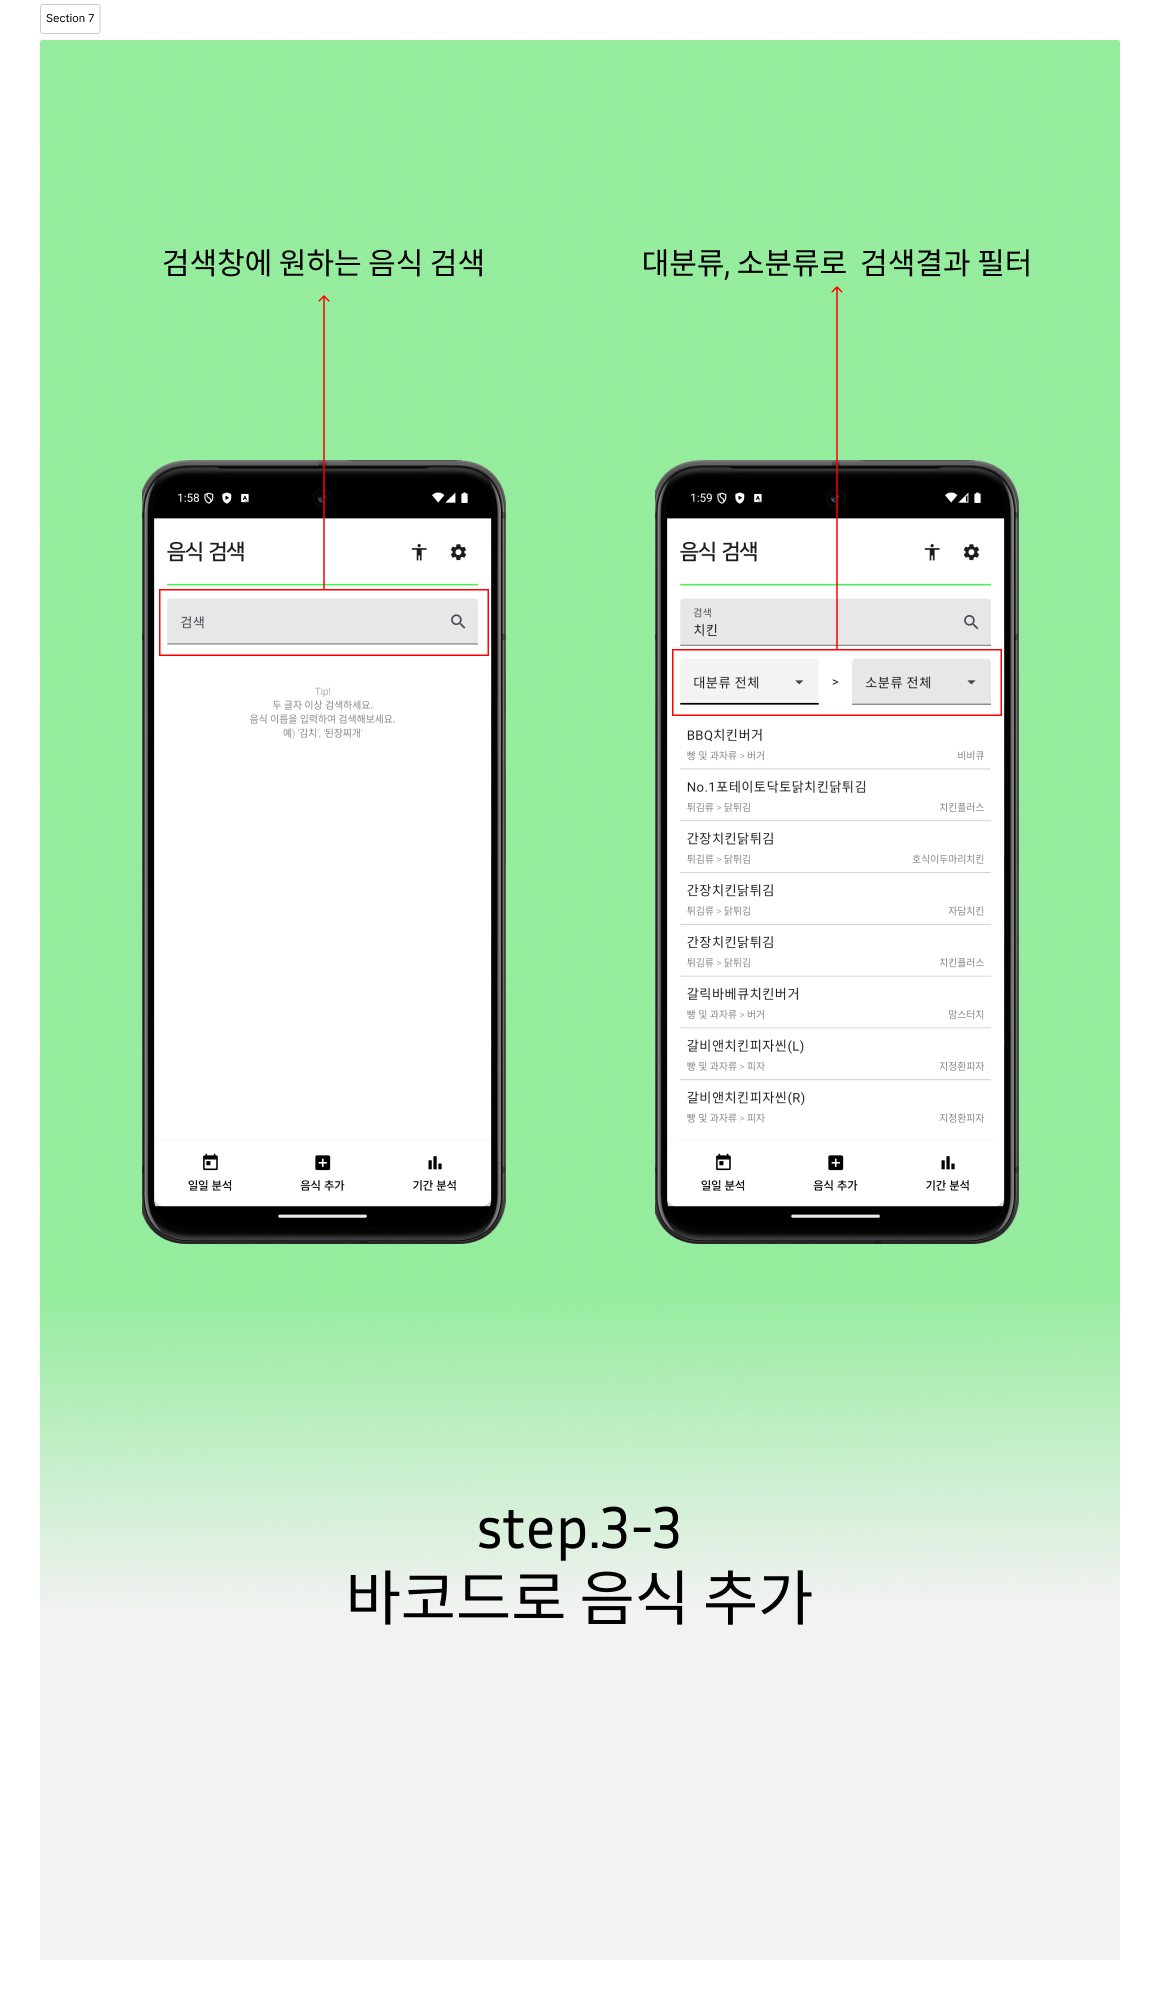 Section 7
검색창에 원하는 음식 검색
대분류, 소분류로 검색결과 필터
1:58
음식 검색
검색
Tip!
두 글자 이상 검색하세요.
음식 이름을 입력하여 검색해보세요.
예) '김치', '된장찌개'
일일 분석
음식 추가
기간 분석
1:59
음식 검색
검색
치킨
대분류 전체 > 소분류 전체
BBQ치킨버거
빵 및 과자류 > 버거 비비큐
No.1포테이토닥토닭치킨닭튀김
튀김류 > 닭튀김 치킨플러스
간장치킨닭튀김
튀김류 > 닭튀김 호식이두마리치킨
간장치킨닭튀김
튀김류 > 닭튀김 자담치킨
간장치킨닭튀김
튀김류 > 닭튀김 치킨플러스
갈릭바베큐치킨버거
빵 및 과자류 > 버거 맘스터치
갈비앤치킨피자씬(L)
빵 및 과자류 > 피자 지정환피자
갈비앤치킨피자씬(R)
빵 및 과자류 > 피자 지정환피자
일일 분석
음식 추가
기간 분석
step.3-3
바코드로 음식 추가